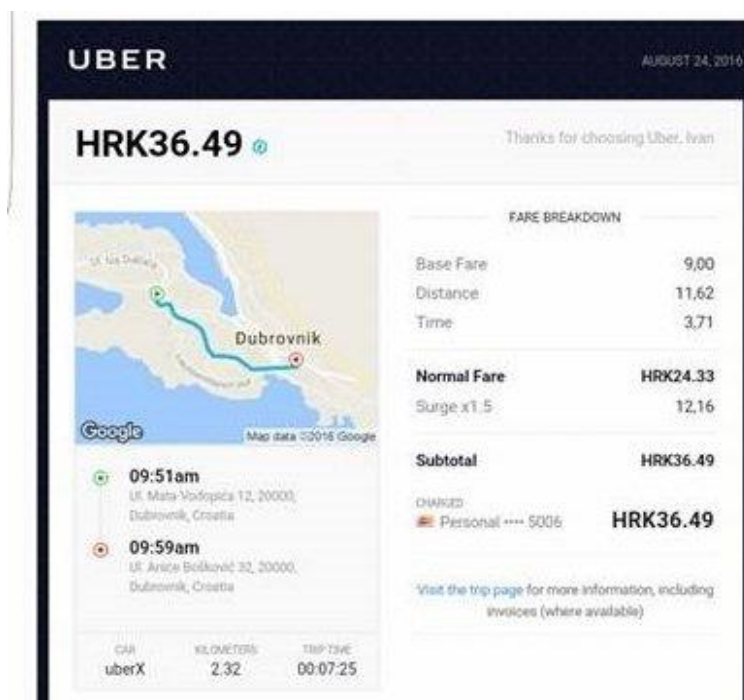 UBER
AUGUST 24, 2016
HRK36.49
Thanks for choosing Uber, Ivan
Dubrovnik
Google
Map data ©2016 Google
09:51am
Ul. Mata Vodopića 12, 20000,
Dubrovnik, Croatia
09:59am
Ul. Anice Bošković 32, 20000,
Dubrovnik, Croatia
CAR
KILOMETERS
TRIP TIME
uberX
2.32
00:07:25
FARE BREAKDOWN
Base Fare 9,00
Distance 11,62
Time 3,71
Normal Fare HRK24.33
Surge x1.5 12,16
Subtotal HRK36.49
CHARGED
Personal •••• 5006 HRK36.49
Visit the trip page for more information, including
invoices (where available)